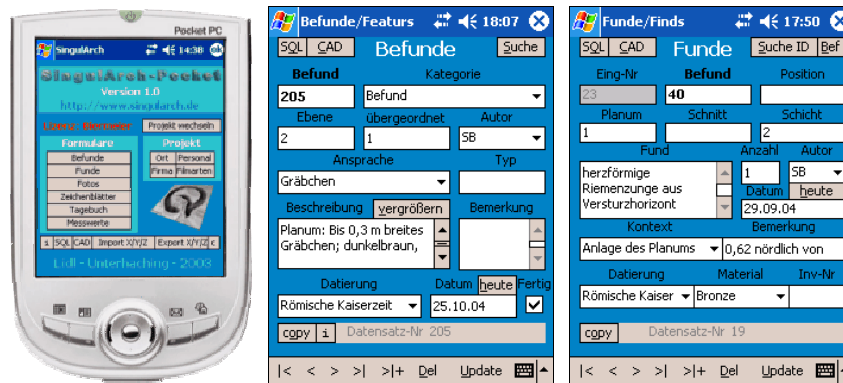 Pocket PC
SingulArch 14:38 ok
SingulArch-Pocket
Version 1.0
http://www.singularch.de
Projekt wechseln
Formulare
Projekt
Befunde
Ort Personal
Funde
Firma Filmarten
Fotos
Zeichenblätter
Tagebuch
Messwerte
i SQL CAD Import X/Y/Z Export X/Y/Z c
Lidl - Unterhaching - 2003
Befunde/Featurs 18:07
SQL CAD Befunde Suche
Befund Kategorie
205 Befund
Ebene übergeordnet Autor
2 1 SB
Ansprache Typ
Gräbchen
Beschreibung vergrößern Bemerkung
Planum: Bis 0,3 m breites
Gräbchen; dunkelbraun,
Datierung Datum heute Fertig
Römische Kaiserzeit 25.10.04
copy i Datensatz-Nr 205
|< < > >| >|+ Del Update
Funde/Finds 17:50
SQL CAD Funde Suche ID Bef
Eing-Nr Befund Position
23 40
Planum Schnitt Schicht
1 2
Fund Anzahl Autor
herzförmige
Riemenzunge aus
Versturzhorizont
1 SB
Datum heute
29.09.04
Kontext Bemerkung
Anlage des Planums 0,62 nördlich von
Datierung Material Inv-Nr
Römische Kaiser Bronze
copy Datensatz-Nr 19
|< < > >| >|+ Del Update